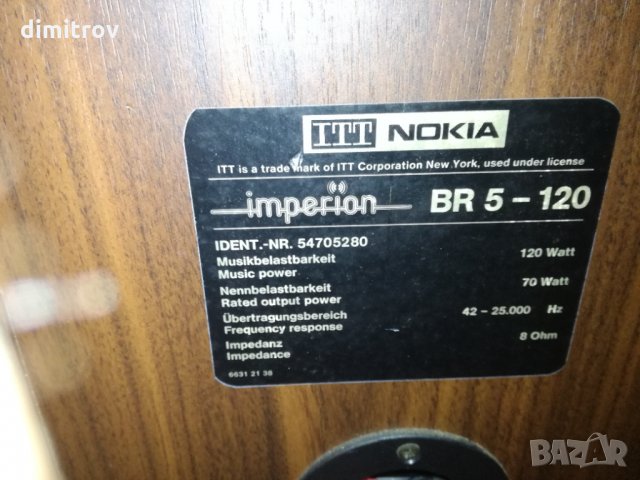 dimitrov
ITT NOKIA
ITT is a trade mark of ITT Corporation New York, used under license
imperion BR 5 - 120
IDENT.-NR. 54705280
Musikbelastbarkeit 120 Watt
Music power
Nennbelastbarkeit 70 Watt
Rated output power
Übertragungsbereich 42 - 25.000 Hz
Frequency response
Impedanz 8 Ohm
Impedance
6631 21 38
BAZAR